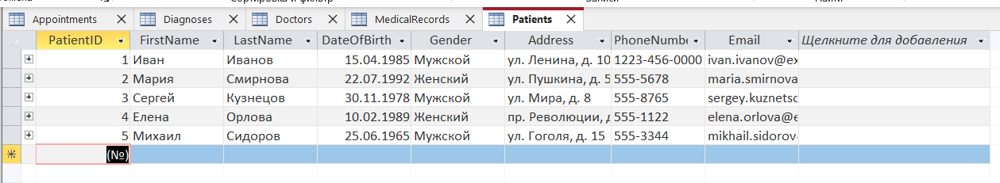 Сортировка и фильтр Записи Найти
Appointments Diagnoses Doctors MedicalRecords Patients
PatientID FirstName LastName DateOfBirth Gender Address PhoneNumbe Email Щелкните для добавления
1 Иван Иванов 15.04.1985 Мужской ул. Ленина, д. 10 1223-456-0000 ivan.ivanov@ex
2 Мария Смирнова 22.07.1992 Женский ул. Пушкина, д. 5 555-5678 maria.smirnova
3 Сергей Кузнецов 30.11.1978 Мужской ул. Мира, д. 8 555-8765 sergey.kuznetsc
4 Елена Орлова 10.02.1989 Женский пр. Революции, д 555-1122 elena.orlova@e
5 Михаил Сидоров 25.06.1965 Мужской ул. Гоголя, д. 15 555-3344 mikhail.sidorov
(№)